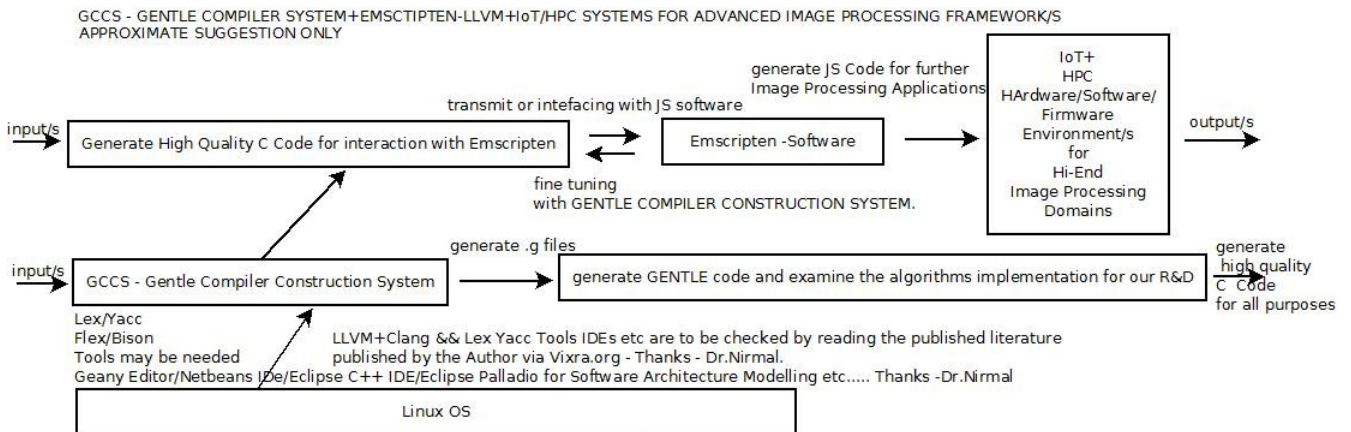 GCCS - GENTLE COMPILER SYSTEM+EMSCTIPTEN-LLVM+IoT/HPC SYSTEMS FOR ADVANCED IMAGE PROCESSING FRAMEWORK/S
APPROXIMATE SUGGESTION ONLY
input/s
Generate High Quality C Code for interaction with Emscripten
transmit or intefacing with JS software
fine tuning
with GENTLE COMPILER CONSTRUCTION SYSTEM.
Emscripten -Software
generate JS Code for further
Image Processing Applications
IoT+
HPC
HArdware/Software/
Firmware
Environment/s
for
Hi-End
Image Processing
Domains
output/s
input/s
GCCS - Gentle Compiler Construction System
generate .g files
generate GENTLE code and examine the algorithms implementation for our R&D
generate
high quality
C Code
for all purposes
Lex/Yacc
Flex/Bison
Tools may be needed
LLVM+Clang && Lex Yacc Tools IDEs etc are to be checked by reading the published literature
published by the Author via Vixra.org - Thanks - Dr.Nirmal.
Geany Editor/Netbeans IDe/Eclipse C++ IDE/Eclipse Palladio for Software Architecture Modelling etc..... Thanks -Dr.Nirmal
Linux OS